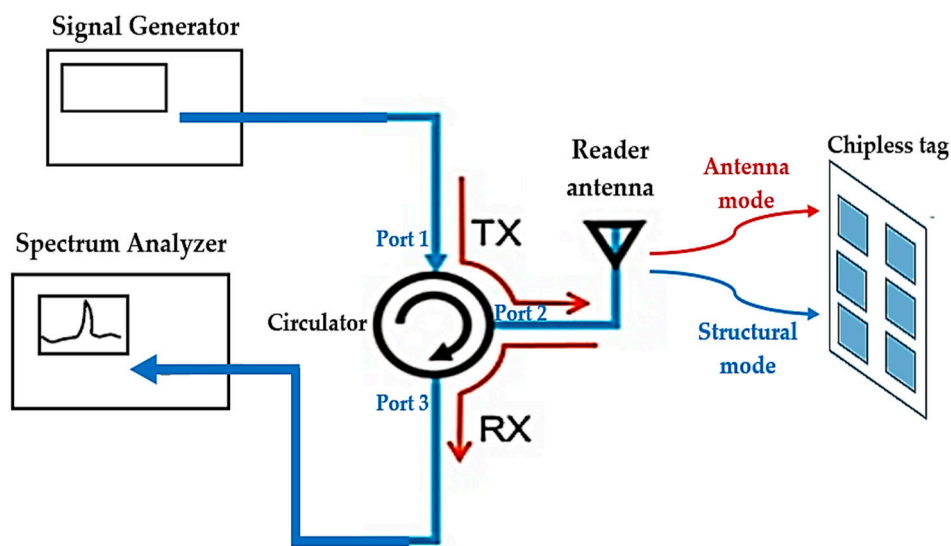 Signal Generator
Reader
antenna
Chipless tag
Antenna
mode
Port 1
TX
Spectrum Analyzer
Circulator
Port 2
Structural
mode
Port 3
RX